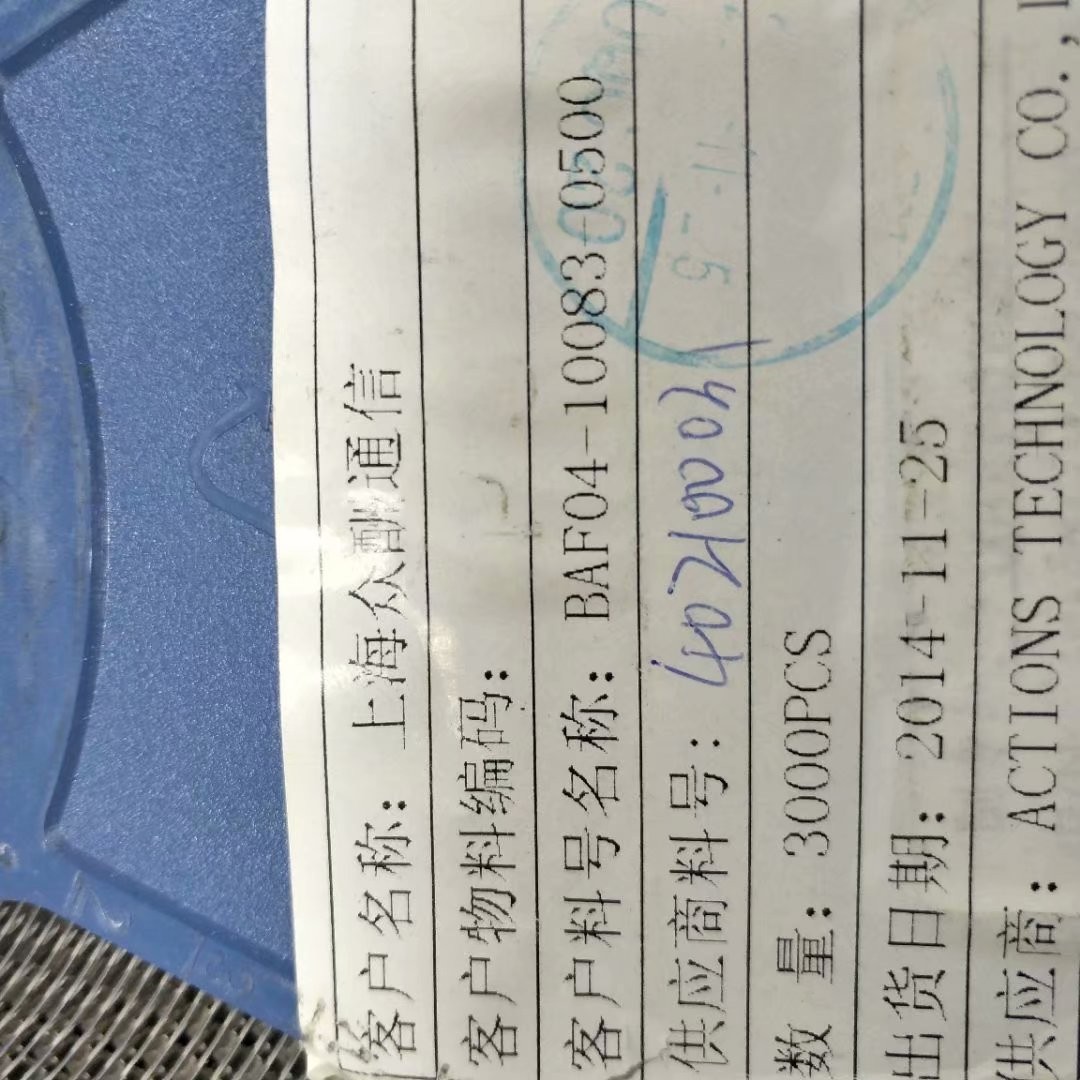 客户名称：上海众酬通信
客户物料编码：
客户料号名称：BAF04-10083-0500
供应商料号：
数 量：3000PCS
出货日期：2014-11-25
供应商：ACTIONS TECHNOLOGY CO.,